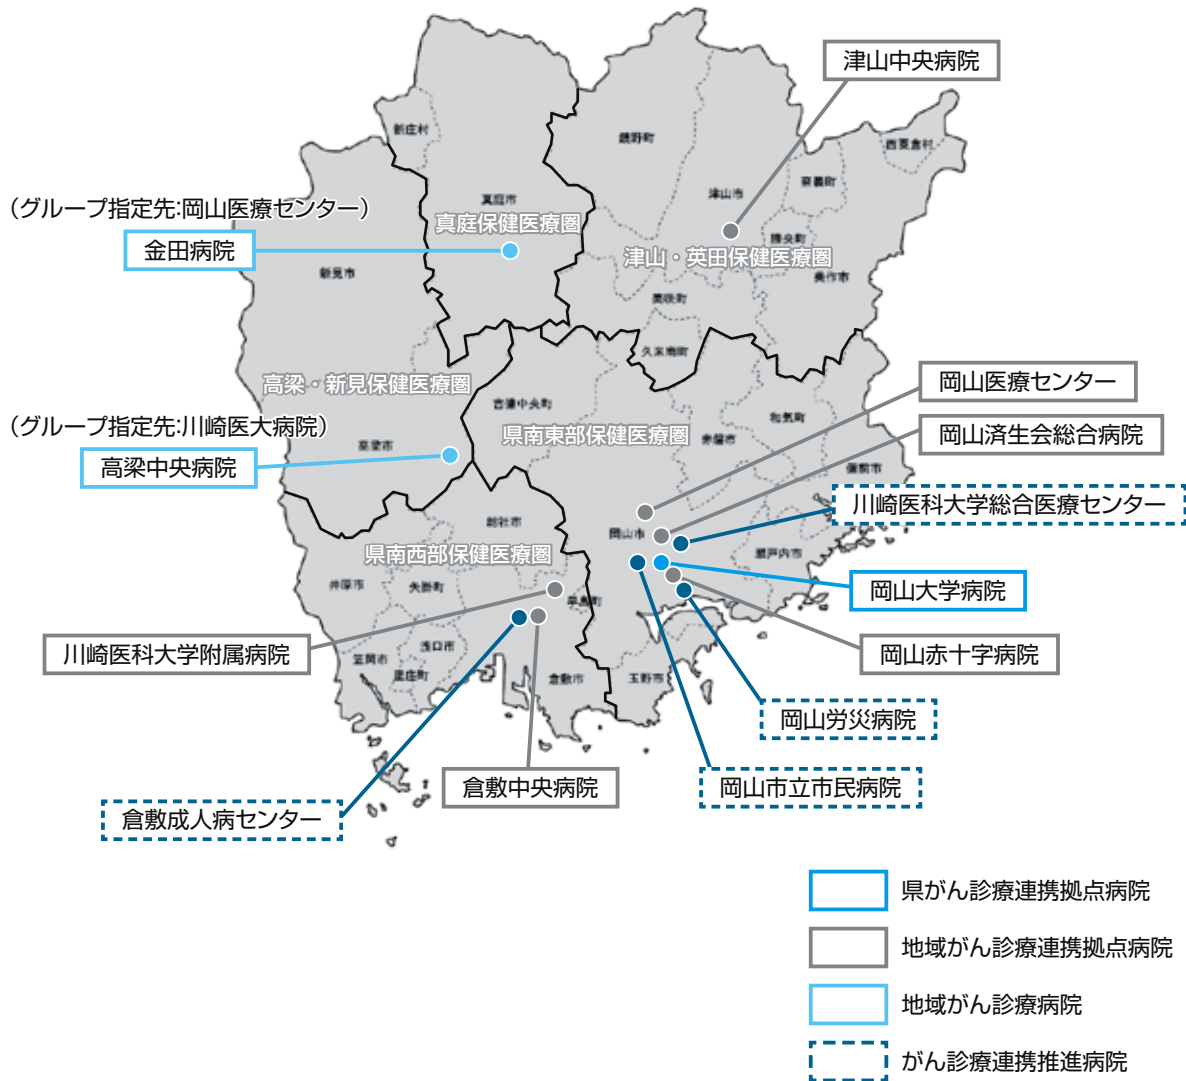 津山中央病院
新庄村
鏡野町
西粟倉村
真庭市
津山市
奈義町
(グループ指定先:岡山医療センター)
真庭保健医療圏
金田病院
勝央町
津山・英田保健医療圏
新見市
美作市
美咲町
久米南町
岡山医療センター
高梁・新見保健医療圏
吉備中央町
和気町
(グループ指定先:川崎医大病院)
県南東部保健医療圏
赤磐市
岡山済生会総合病院
高梁市
高梁中央病院
備前市
川崎医科大学総合医療センター
総社市
岡山市
県南西部保健医療圏
瀬戸内市
井原市
矢掛町
早島町
岡山大学病院
川崎医科大学附属病院
浅口市
笠岡市
里庄町
倉敷市
玉野市
岡山赤十字病院
岡山労災病院
倉敷中央病院
岡山市立市民病院
倉敷成人病センター
県がん診療連携拠点病院
地域がん診療連携拠点病院
地域がん診療病院
がん診療連携推進病院